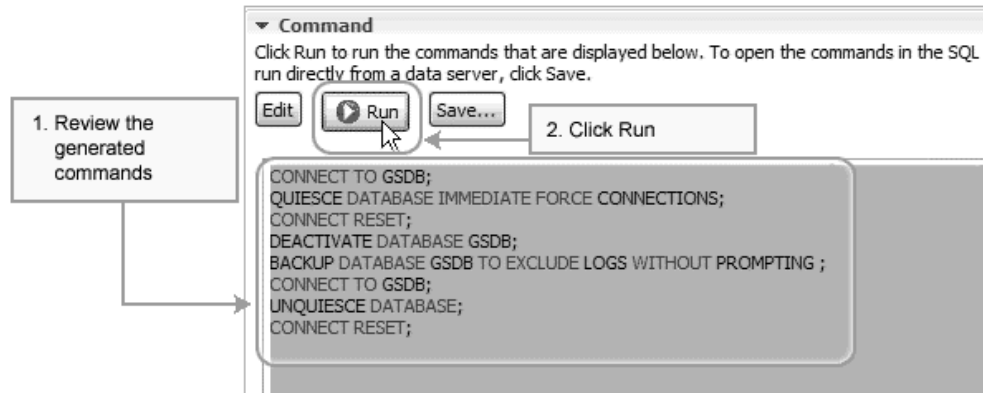 Command
Click Run to run the commands that are displayed below. To open the commands in the SQL
run directly from a data server, click Save.
Edit
Run
Save...
1. Review the
generated
commands
2. Click Run
CONNECT TO GSDB;
QUIESCE DATABASE IMMEDIATE FORCE CONNECTIONS;
CONNECT RESET;
DEACTIVATE DATABASE GSDB;
BACKUP DATABASE GSDB TO EXCLUDE LOGS WITHOUT PROMPTING ;
CONNECT TO GSDB;
UNQUIESCE DATABASE;
CONNECT RESET;